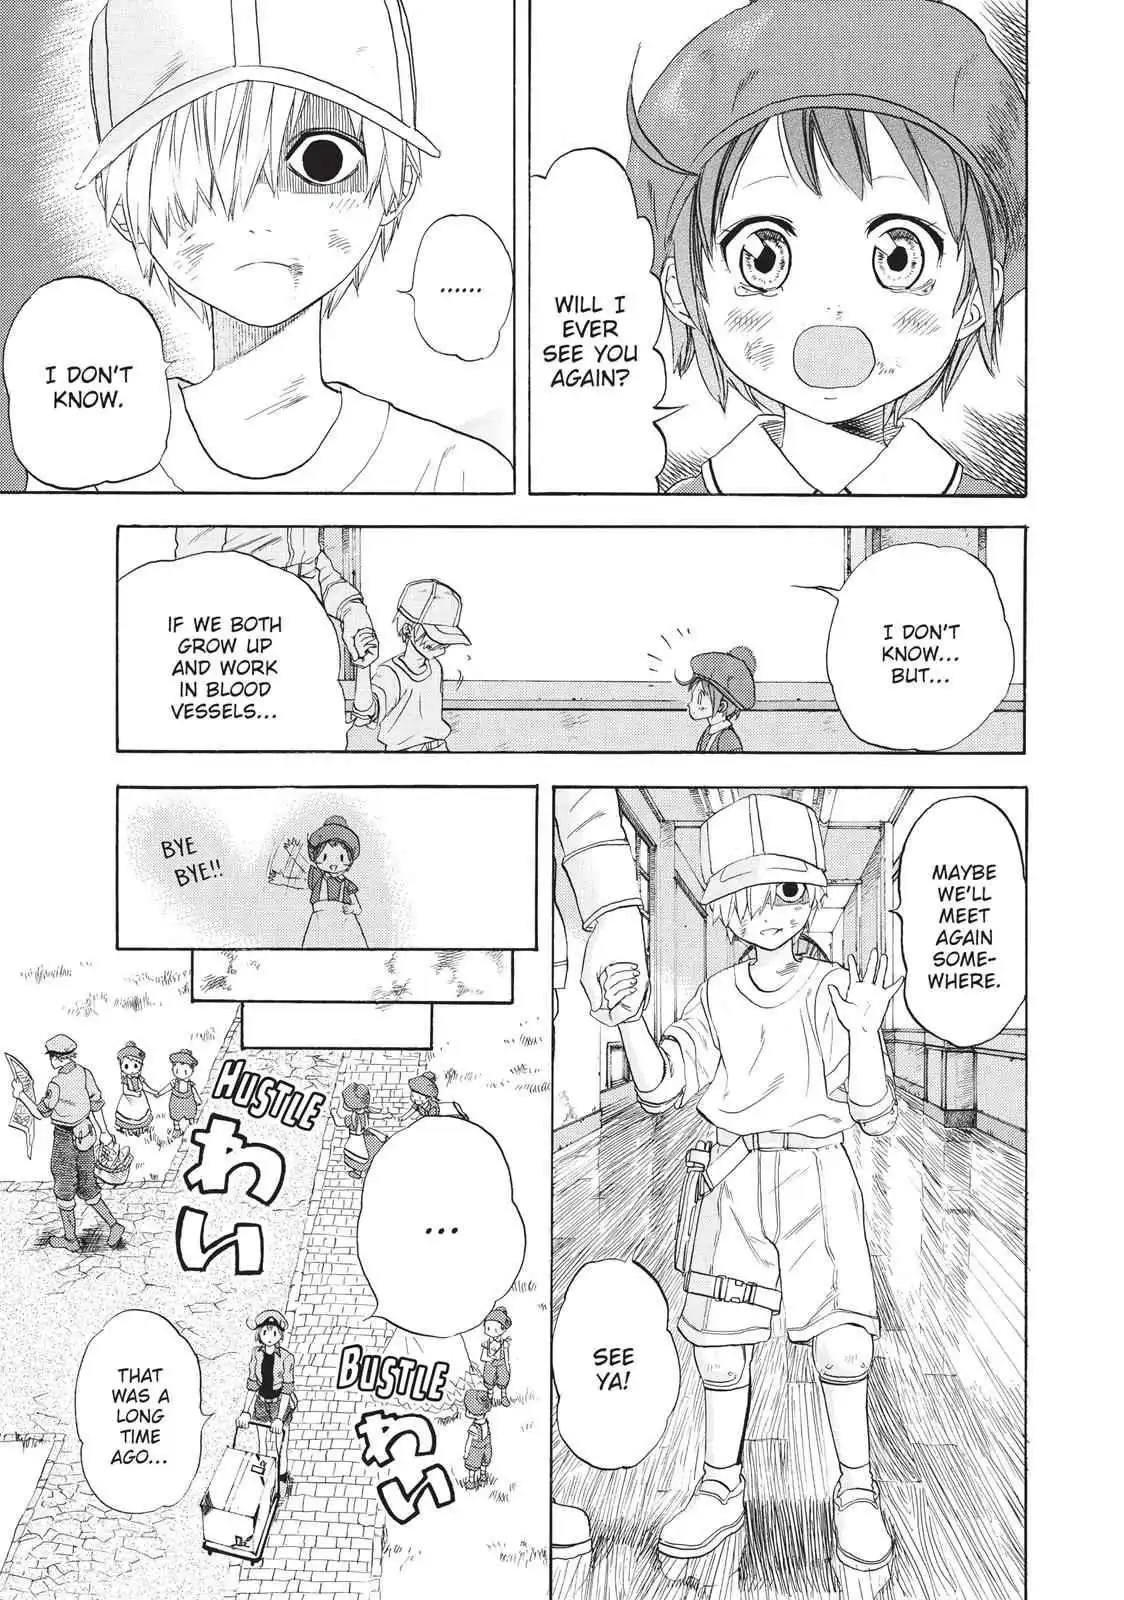 WILL I
EVER
SEE YOU
AGAIN?
......
I DON'T
KNOW.
I DON'T
KNOW...
BUT...
IF WE BOTH
GROW UP
AND WORK
IN BLOOD
VESSELS...
MAYBE
WE'LL
MEET
AGAIN
SOME-
WHERE.
SEE
YA!
BYE
BYE!!
HUSTLE
わい
...
BUSTLE
わい
THAT
WAS A
LONG
TIME
AGO...